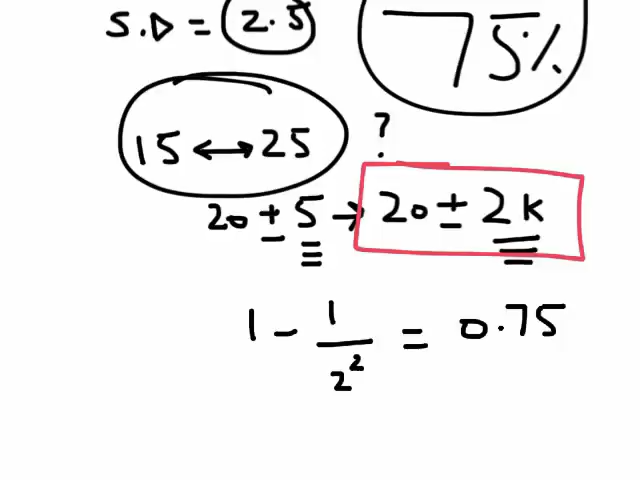 S.D = 2.5
75%
15 ↔ 25 ?
20 ± 5 → 20 ± 2k
1 - 1/2² = 0.75